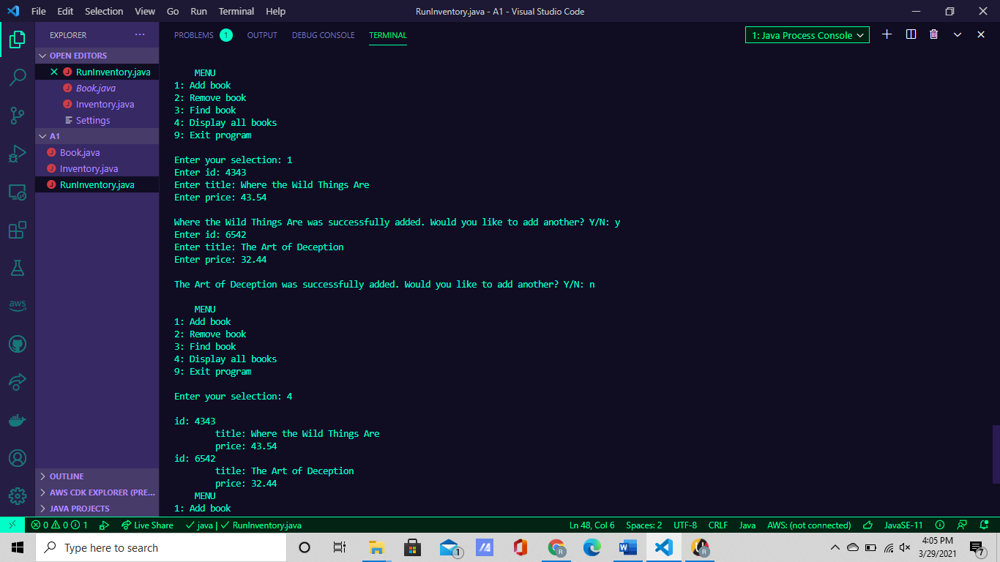 File Edit Selection View Go Run Terminal Help RunInventory.java - A1 - Visual Studio Code
EXPLORER ... PROBLEMS 1 OUTPUT DEBUG CONSOLE TERMINAL 1: Java Process Console
OPEN EDITORS
RunInventory.java
Book.java
Inventory.java
Settings
A1
Book.java
Inventory.java
RunInventory.java
OUTLINE
AWS CDK EXPLORER (PRE...
JAVA PROJECTS
aws
MENU
1: Add book
2: Remove book
3: Find book
4: Display all books
9: Exit program
Enter your selection: 1
Enter id: 4343
Enter title: Where the Wild Things Are
Enter price: 43.54
Where the Wild Things Are was successfully added. Would you like to add another? Y/N: y
Enter id: 6542
Enter title: The Art of Deception
Enter price: 32.44
The Art of Deception was successfully added. Would you like to add another? Y/N: n
MENU
1: Add book
2: Remove book
3: Find book
4: Display all books
9: Exit program
Enter your selection: 4
id: 4343
title: Where the Wild Things Are
price: 43.54
id: 6542
title: The Art of Deception
price: 32.44
MENU
1: Add book
0 0 1 Live Share java | RunInventory.java Ln 48, Col 6 Spaces: 2 UTF-8 CRLF Java AWS: (not connected) JavaSE-11
Type here to search 1 R W R 4:05 PM
3/29/2021 7